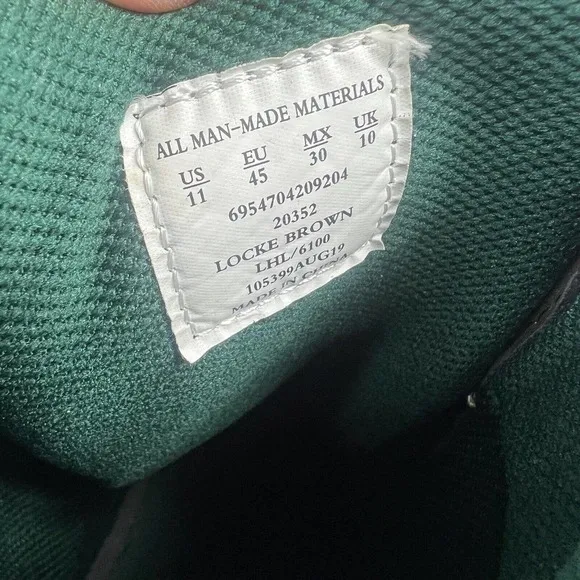 ALL MAN-MADE MATERIALS
US EU MX UK
11 45 30 10
6954704209204
20352
LOCKE BROWN
LHL/6100
105399AUG19
MADE IN CHINA